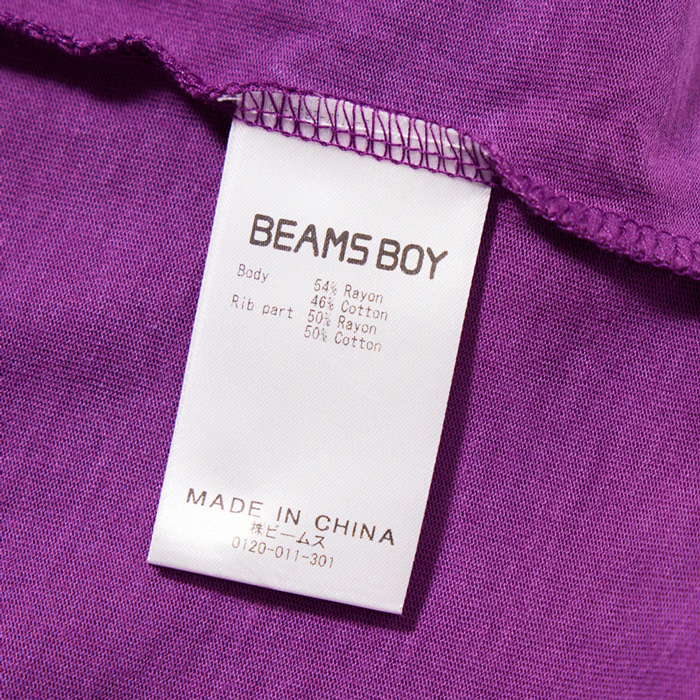 BEAMS BOY
Body 54% Rayon
46% Cotton
Rib part 50% Rayon
50% Cotton
MADE IN CHINA
㈱ビームス
0120-011-301